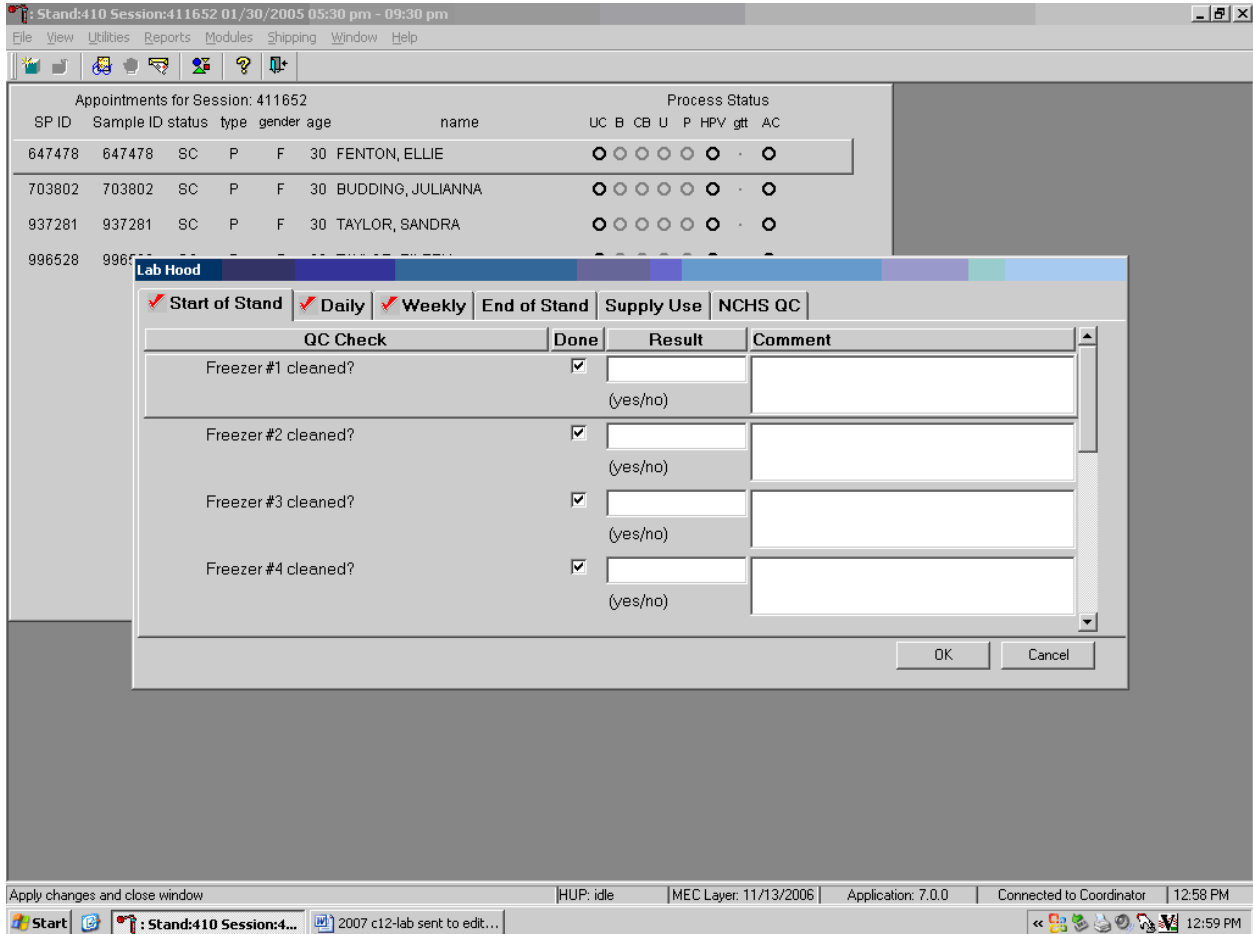 : Stand:410 Session:411652 01/30/2005 05:30 pm - 09:30 pm
File View Utilities Reports Modules Shipping Window Help
Appointments for Session: 411652 Process Status
SP ID Sample ID status type gender age name UC B CB U P HPV gtt AC
647478 647478 SC P F 30 FENTON, ELLIE
703802 703802 SC P F 30 BUDDING, JULIANNA
937281 937281 SC P F 30 TAYLOR, SANDRA
996528
Lab Hood
Start of Stand Daily Weekly End of Stand Supply Use NCHS QC
QC Check Done Result Comment
Freezer #1 cleaned?
(yes/no)
Freezer #2 cleaned?
(yes/no)
Freezer #3 cleaned?
(yes/no)
Freezer #4 cleaned?
(yes/no)
OK Cancel
Apply changes and close window HUP: idle MEC Layer: 11/13/2006 Application: 7.0.0 Connected to Coordinator 12:58 PM
Start : Stand:410 Session:4... 2007 c12-lab sent to edit... « 12:59 PM